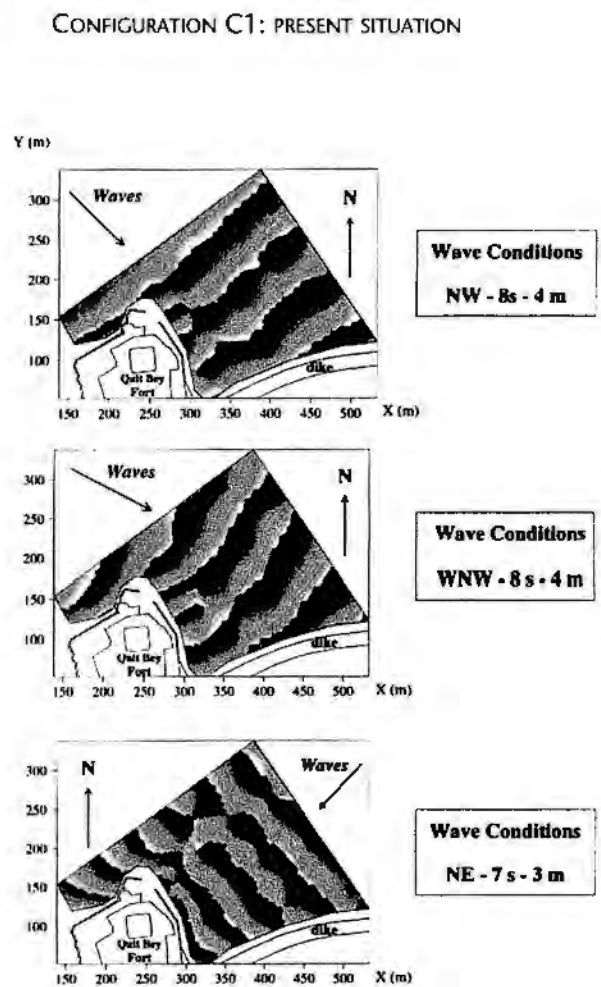 CONFIGURATION C1: PRESENT SITUATION
Y (m)
300
250
200
150
100
Waves
N
Quit Bey
Fort
dike
150 200 250 300 350 400 450 500 X (m)
Wave Conditions
NW - 8s - 4 m
300
250
200
150
100
Waves
N
Quit Bey
Fort
dike
150 200 250 300 350 400 450 500 X (m)
Wave Conditions
WNW - 8 s - 4 m
300
250
200
150
100
N
Waves
Quit Bey
Fort
dike
150 200 250 300 350 400 450 500 X (m)
Wave Conditions
NE - 7 s - 3 m